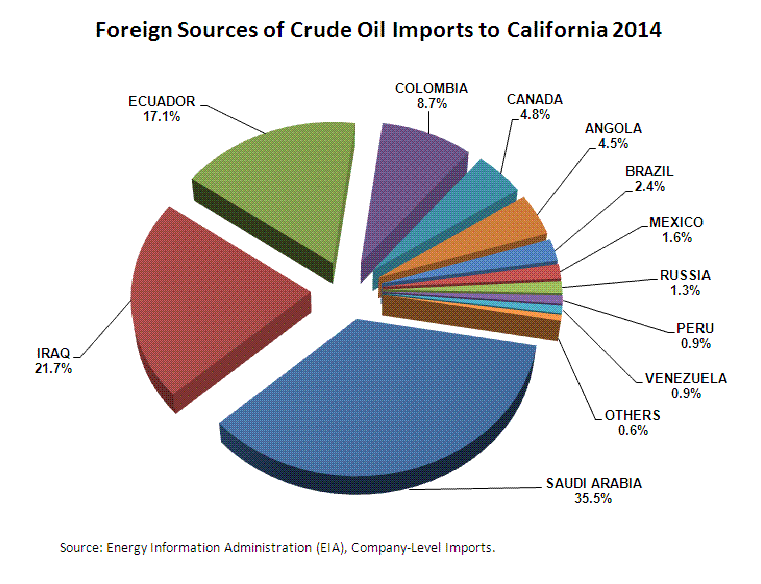 Foreign Sources of Crude Oil Imports to California 2014
COLOMBIA
8.7%
CANADA
4.8%
ECUADOR
17.1%
ANGOLA
4.5%
BRAZIL
2.4%
MEXICO
1.6%
RUSSIA
1.3%
PERU
0.9%
IRAQ
21.7%
VENEZUELA
0.9%
OTHERS
0.6%
SAUDI ARABIA
35.5%
Source: Energy Information Administration (EIA), Company-Level Imports.